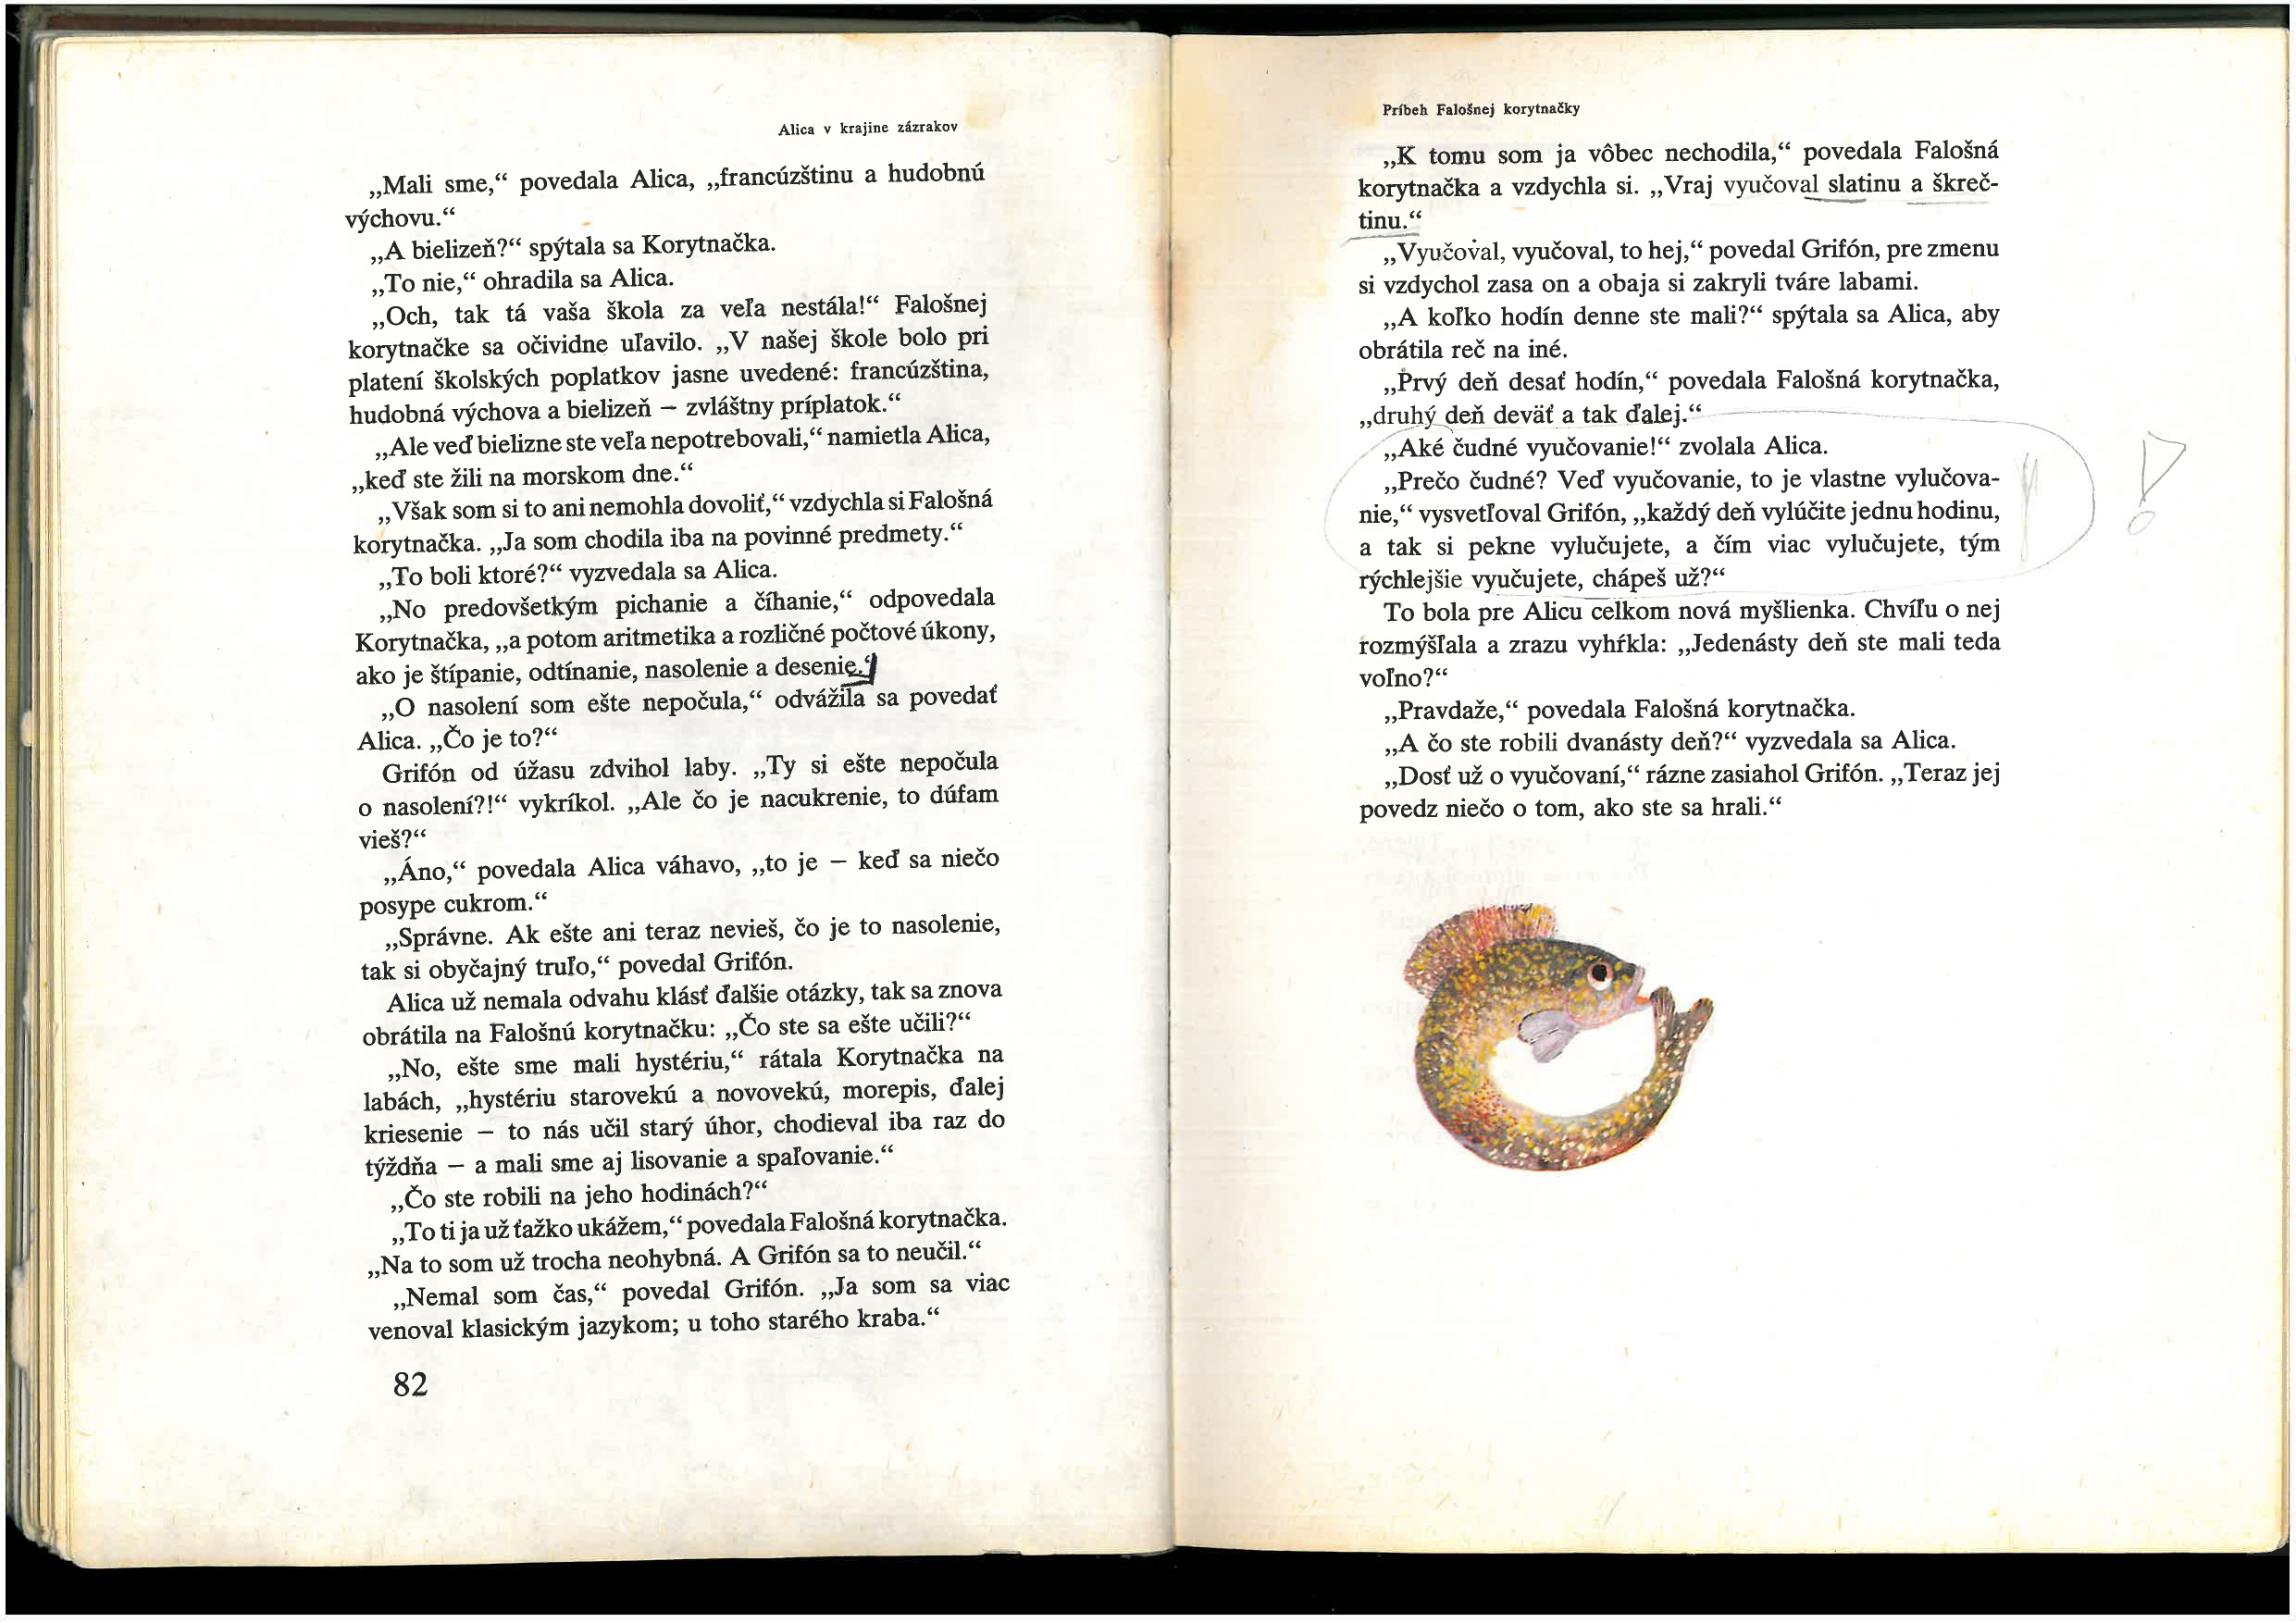 Alica v krajine zázrakov
„Mali sme,“ povedala Alica, „francúzštinu a hudobnú
výchovu.“
„A bielizeň?“ spýtala sa Korytnačka.
„To nie,“ ohradila sa Alica.
„Och, tak tá vaša škola za veľa nestála!“ Falošnej
korytnačke sa očividne uľavilo. „V našej škole bolo pri
platení školských poplatkov jasne uvedené: francúzština,
hudobná výchova a bielizeň — zvláštny príplatok.“
„Ale veď bielizne ste veľa nepotrebovali,“ namietla Alica,
„keď ste žili na morskom dne.“
„Však som si to ani nemohla dovoliť,“ vzdychla si Falošná
korytnačka. „Ja som chodila iba na povinné predmety.“
„To boli ktoré?“ vyzvedala sa Alica.
„No predovšetkým pichanie a číhanie,“ odpovedala
Korytnačka, „a potom aritmetika a rozličné počtové úkony,
ako je štípanie, odtínanie, nasolenie a desenie.“
„O nasolení som ešte nepočula,“ odvážila sa povedať
Alica. „Čo je to?“
Grifón od úžasu zdvihol laby. „Ty si ešte nepočula
o nasolení?!“ vykríkol. „Ale čo je nacukrenie, to dúfam
vieš?“
„Áno,“ povedala Alica váhavo, „to je — keď sa niečo
posype cukrom.“
„Správne. Ak ešte ani teraz nevieš, čo je to nasolenie,
tak si obyčajný truľo,“ povedal Grifón.
Alica už nemala odvahu klásť ďalšie otázky, tak sa znova
obrátila na Falošnú korytnačku: „Čo ste sa ešte učili?“
„No, ešte sme mali hystériu,“ rátala Korytnačka na
labách, „hystériu starovekú a novovekú, morepis, ďalej
kriesenie — to nás učil starý úhor, chodieval iba raz do
týždňa — a mali sme aj lisovanie a spaľovanie.“
„Čo ste robili na jeho hodinách?“
„To ti ja už ťažko ukážem,“ povedala Falošná korytnačka.
„Na to som už trocha neohybná. A Grifón sa to neučil.“
„Nemal som čas,“ povedal Grifón. „Ja som sa viac
venoval klasickým jazykom; u toho starého kraba.“
82
Príbeh Falošnej korytnačky
„K tomu som ja vôbec nechodila,“ povedala Falošná
korytnačka a vzdychla si. „Vraj vyučoval slatinu a škreč-
tinu.“
„Vyučoval, vyučoval, to hej,“ povedal Grifón, pre zmenu
si vzdychol zasa on a obaja si zakryli tváre labami.
„A koľko hodín denne ste mali?“ spýtala sa Alica, aby
obrátila reč na iné.
„Prvý deň desať hodín,“ povedala Falošná korytnačka,
„druhý deň deväť a tak ďalej.“
„Aké čudné vyučovanie!“ zvolala Alica.
„Prečo čudné? Veď vyučovanie, to je vlastne vylučova-
nie,“ vysvetľoval Grifón, „každý deň vylúčite jednu hodinu,
a tak si pekne vylučujete, a čím viac vylučujete, tým
rýchlejšie vyučujete, chápeš už?“
!
To bola pre Alicu celkom nová myšlienka. Chvíľu o nej
rozmýšľala a zrazu vyhŕkla: „Jedenásty deň ste mali teda
voľno?“
„Pravdaže,“ povedala Falošná korytnačka.
„A čo ste robili dvanásty deň?“ vyzvedala sa Alica.
„Dosť už o vyučovaní,“ rázne zasiahol Grifón. „Teraz jej
povedz niečo o tom, ako ste sa hrali.“